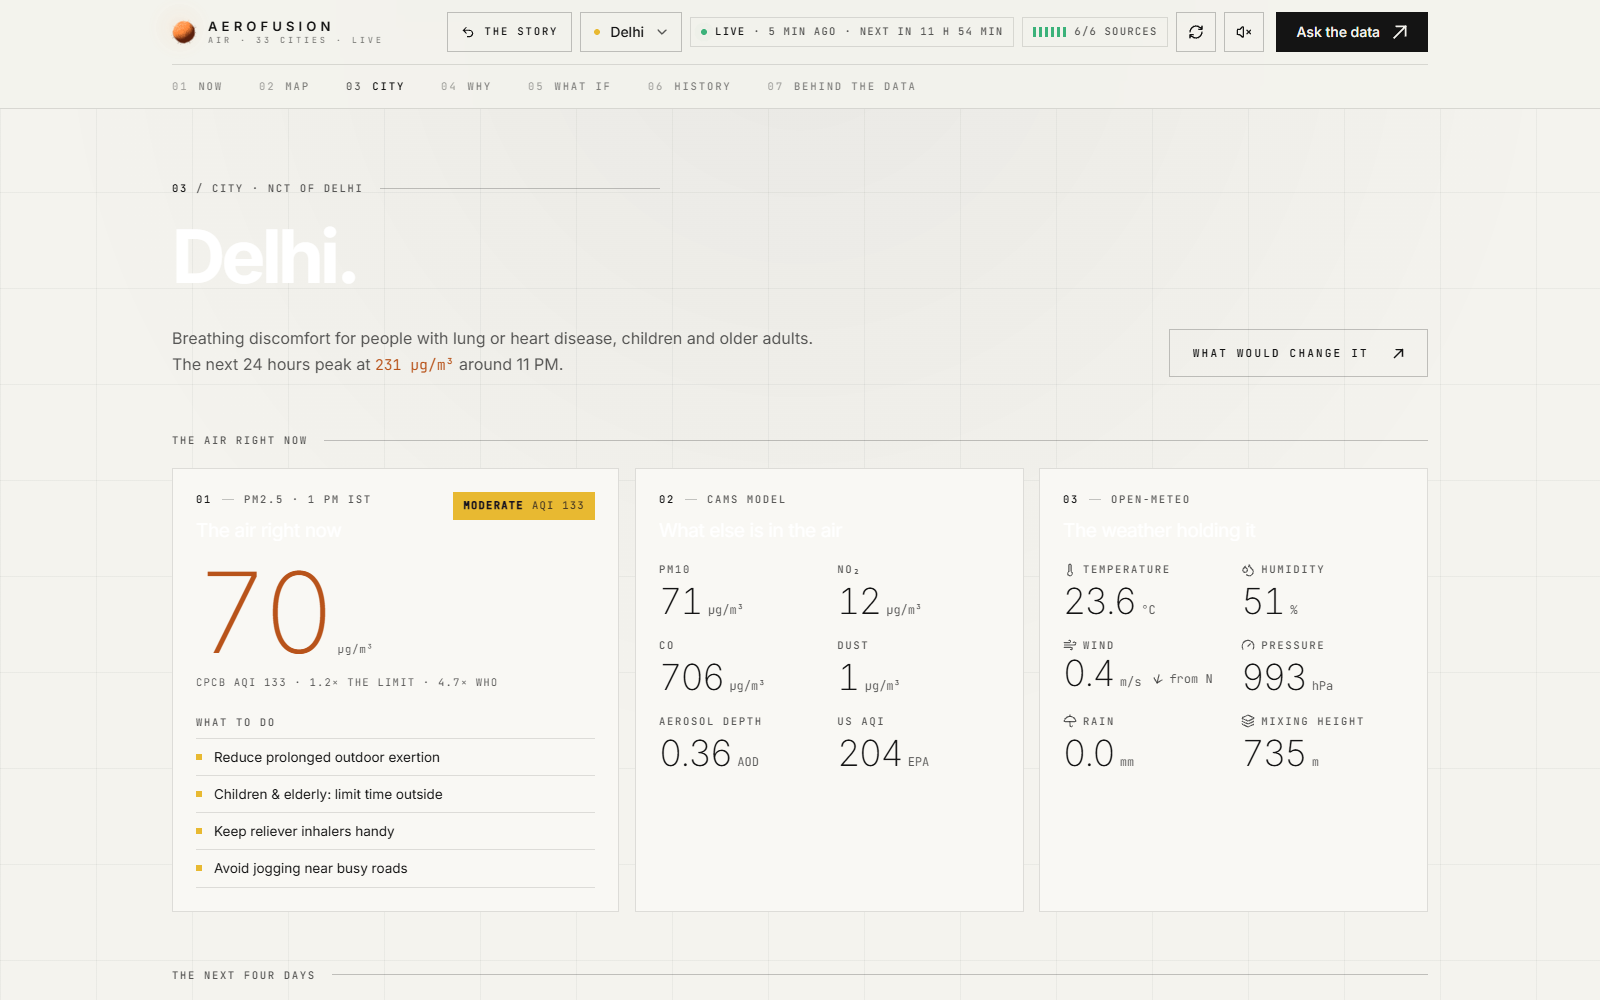 AEROFUSION
AIR · 33 CITIES · LIVE
THE STORY
Delhi
LIVE · 5 MIN AGO · NEXT IN 11 H 54 MIN
6/6 SOURCES
Ask the data
01 NOW
02 MAP
03 CITY
04 WHY
05 WHAT IF
06 HISTORY
07 BEHIND THE DATA
03 / CITY · NCT OF DELHI
Delhi.
Breathing discomfort for people with lung or heart disease, children and older adults.
The next 24 hours peak at 231 µg/m³ around 11 PM.
WHAT WOULD CHANGE IT
THE AIR RIGHT NOW
01 — PM2.5 · 1 PM IST
MODERATE AQI 133
The air right now
70 µg/m³
CPCB AQI 133 · 1.2× THE LIMIT · 4.7× WHO
WHAT TO DO
Reduce prolonged outdoor exertion
Children & elderly: limit time outside
Keep reliever inhalers handy
Avoid jogging near busy roads
02 — CAMS MODEL
What else is in the air
PM10
71 µg/m³
NO₂
12 µg/m³
CO
706 µg/m³
DUST
1 µg/m³
AEROSOL DEPTH
0.36 AOD
US AQI
204 EPA
03 — OPEN-METEO
The weather holding it
TEMPERATURE
23.6 °C
HUMIDITY
51 %
WIND
0.4 m/s ↓ from N
PRESSURE
993 hPa
RAIN
0.0 mm
MIXING HEIGHT
735 m
THE NEXT FOUR DAYS